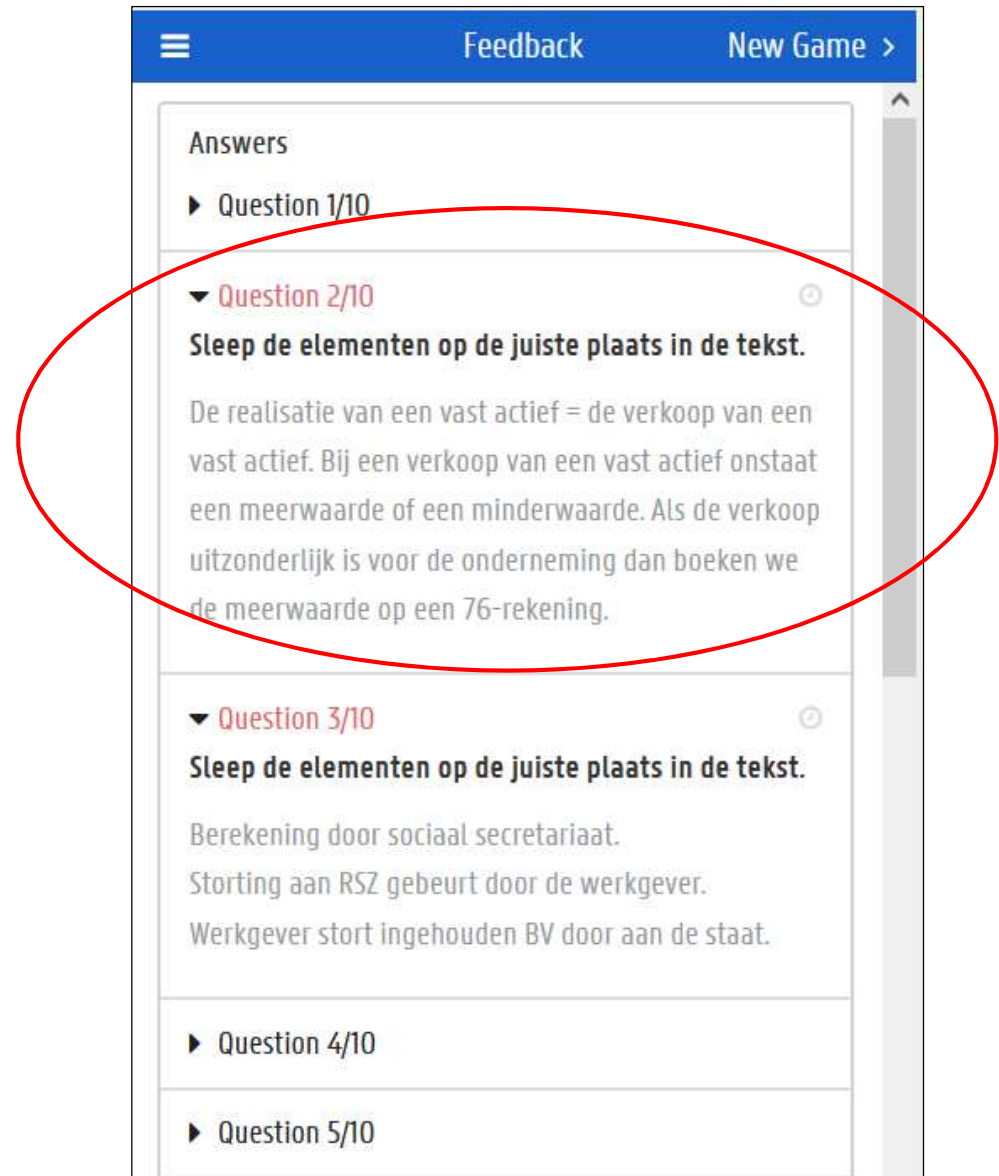 Feedback
New Game >
Answers
Question 1/10
Question 2/10
Sleep de elementen op de juiste plaats in de tekst.
De realisatie van een vast actief = de verkoop van een
vast actief. Bij een verkoop van een vast actief onstaat
een meerwaarde of een minderwaarde. Als de verkoop
uitzonderlijk is voor de onderneming dan boeken we
de meerwaarde op een 76-rekening.
Question 3/10
Sleep de elementen op de juiste plaats in de tekst.
Berekening door sociaal secretariaat.
Storting aan RSZ gebeurt door de werkgever.
Werkgever stort ingehouden BV door aan de staat.
Question 4/10
Question 5/10